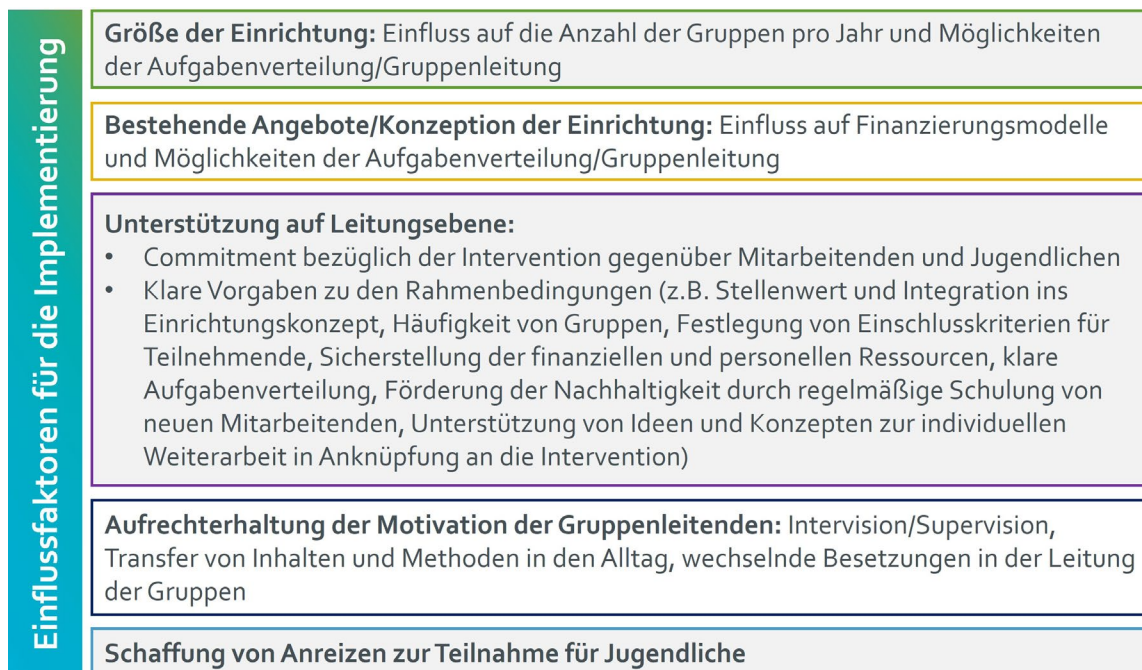 Einflussfaktoren für die Implementierung
Größe der Einrichtung: Einfluss auf die Anzahl der Gruppen pro Jahr und Möglichkeiten
der Aufgabenverteilung/Gruppenleitung
Bestehende Angebote/Konzeption der Einrichtung: Einfluss auf Finanzierungsmodelle
und Möglichkeiten der Aufgabenverteilung/Gruppenleitung
Unterstützung auf Leitungsebene:
• Commitment bezüglich der Intervention gegenüber Mitarbeitenden und Jugendlichen
• Klare Vorgaben zu den Rahmenbedingungen (z.B. Stellenwert und Integration ins
Einrichtungskonzept, Häufigkeit von Gruppen, Festlegung von Einschlusskriterien für
Teilnehmende, Sicherstellung der finanziellen und personellen Ressourcen, klare
Aufgabenverteilung, Förderung der Nachhaltigkeit durch regelmäßige Schulung von
neuen Mitarbeitenden, Unterstützung von Ideen und Konzepten zur individuellen
Weiterarbeit in Anknüpfung an die Intervention)
Aufrechterhaltung der Motivation der Gruppenleitenden: Intervision/Supervision,
Transfer von Inhalten und Methoden in den Alltag, wechselnde Besetzungen in der Leitung
der Gruppen
Schaffung von Anreizen zur Teilnahme für Jugendliche